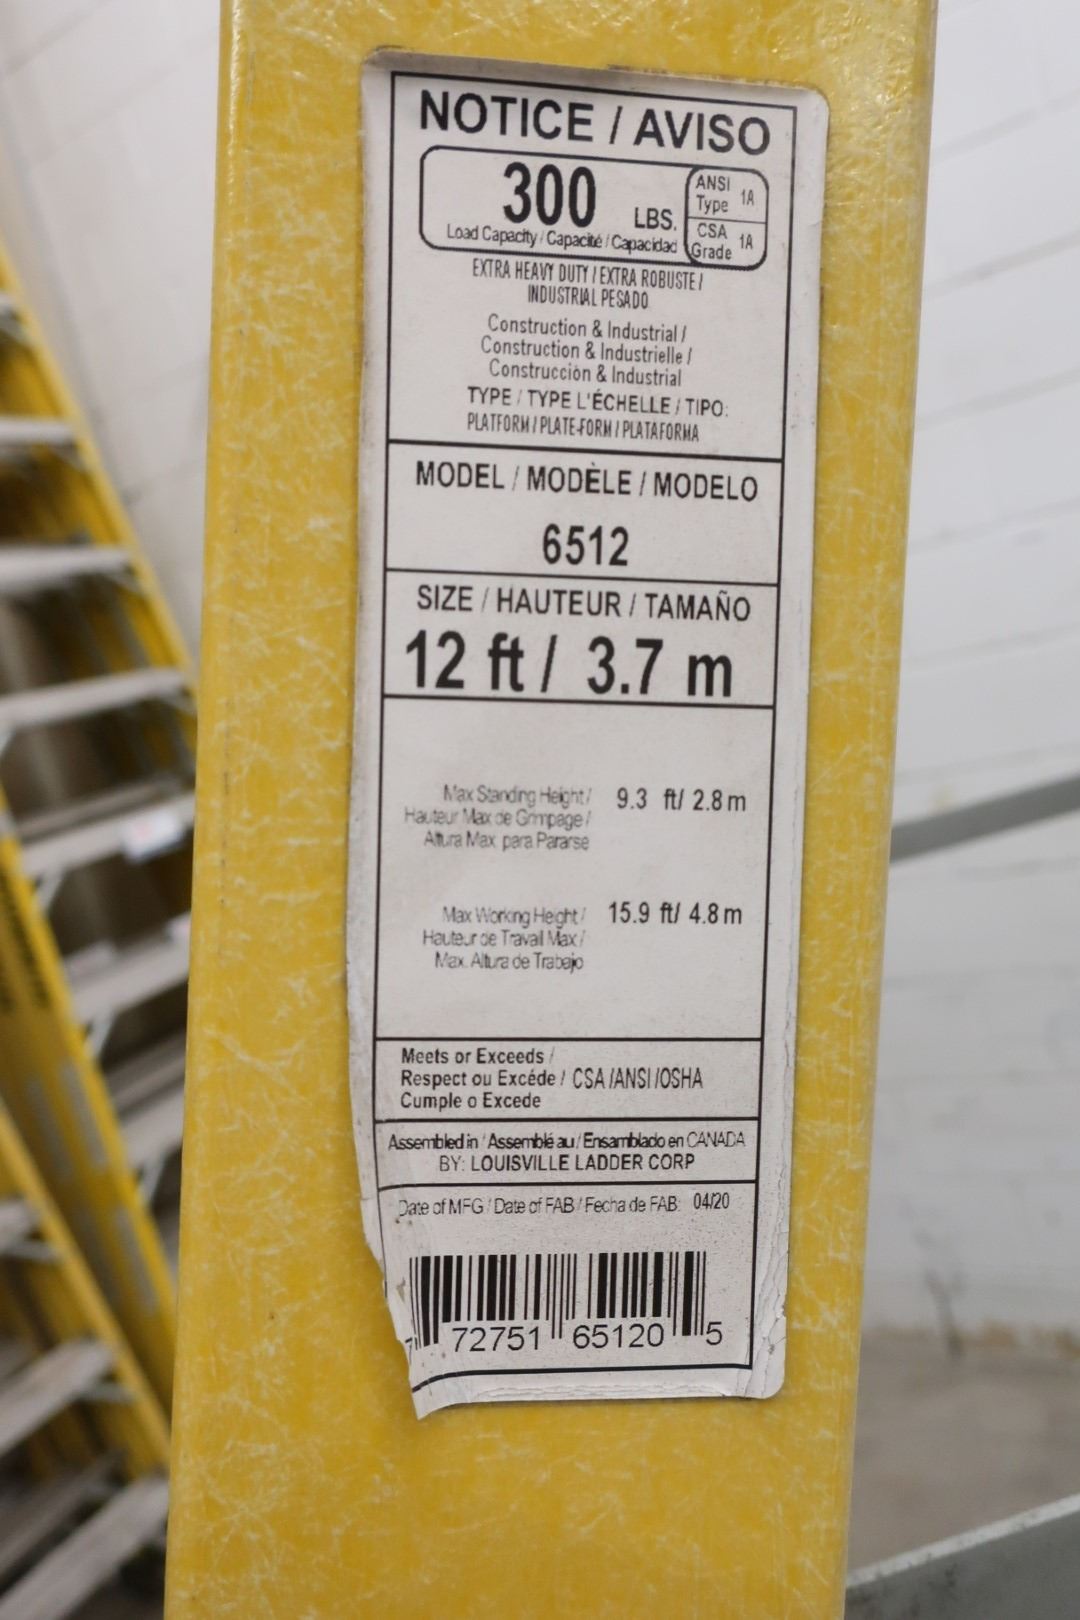 NOTICE / AVISO
300 LBS.
Load Capacity / Capacité / Capacidad
ANSI Type 1A
CSA Grade 1A
EXTRA HEAVY DUTY / EXTRA ROBUSTE /
INDUSTRIAL PESADO
Construction & Industrial /
Construction & Industrielle /
Construcciòn & Industrial
TYPE / TYPE L'ÉCHELLE / TIPO:
PLATFORM / PLATE-FORM / PLATAFORMA
MODEL / MODÈLE / MODELO
6512
SIZE / HAUTEUR / TAMAÑO
12 ft / 3.7 m
Max Standing Height / 9.3 ft/ 2.8 m
Hauteur Max de Grimpage /
Altura Max. para Pararse
Max Working Height / 15.9 ft/ 4.8 m
Hauteur de Travail Max /
Max. Altura de Trabajo
Meets or Exceeds /
Respect ou Excéde / CSA /ANSI /OSHA
Cumple o Excede
Assembled in / Assemblé au / Ensamblado en CANADA
BY: LOUISVILLE LADDER CORP
Date of MFG / Date of FAB / Fecha de FAB: 04/20
7 72751 65120 5